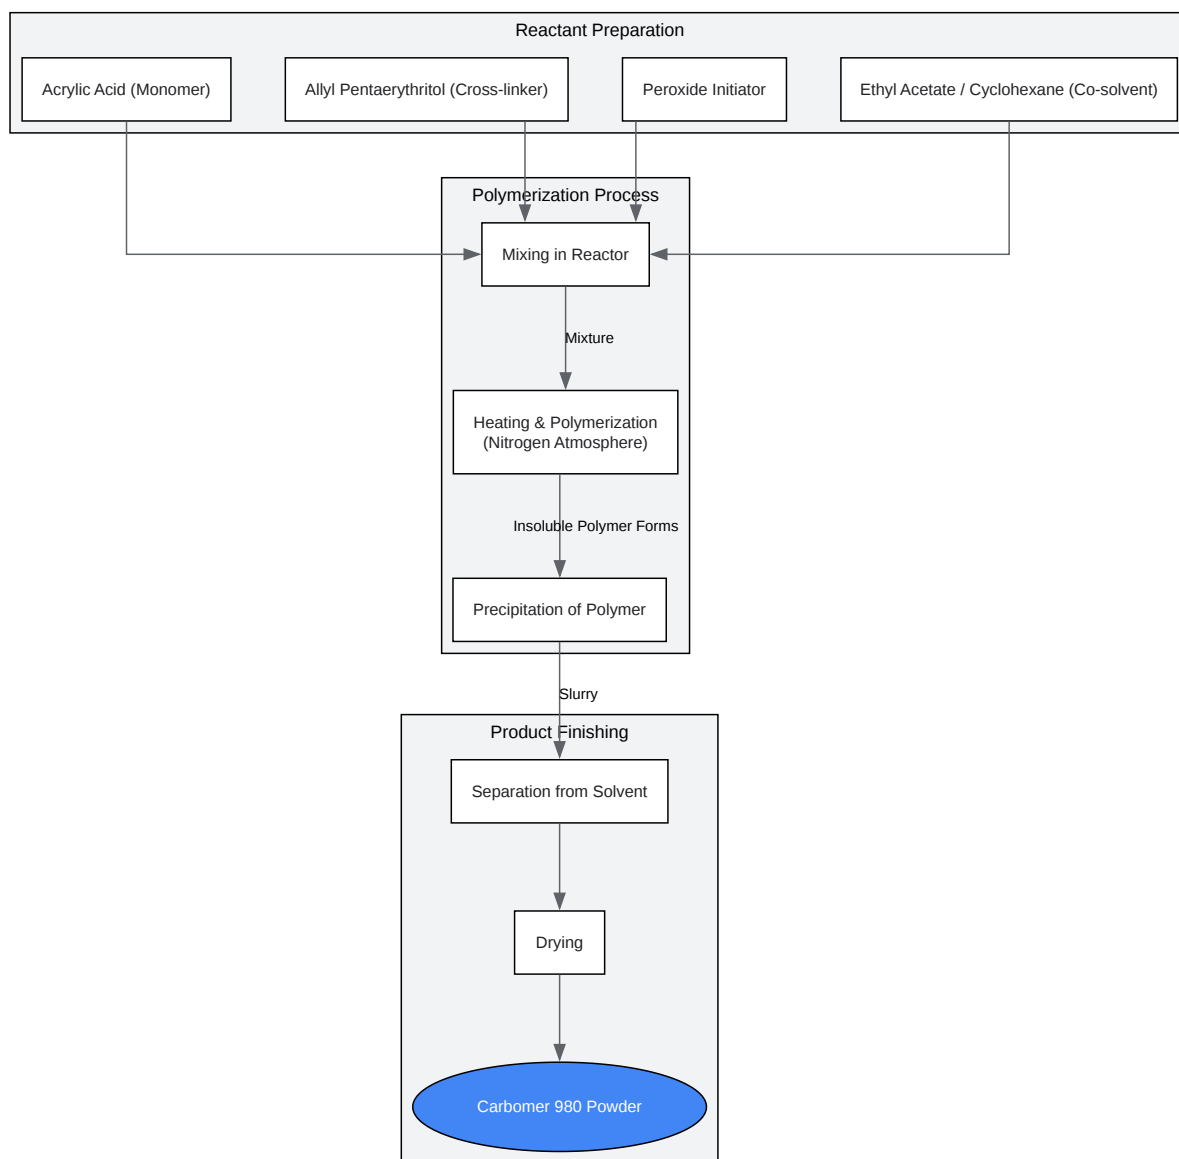 Reactant Preparation
Acrylic Acid (Monomer)
Allyl Pentaerythritol (Cross-linker)
Peroxide Initiator
Ethyl Acetate / Cyclohexane (Co-solvent)
Polymerization Process
Mixing in Reactor
Mixture
Heating & Polymerization
(Nitrogen Atmosphere)
Insoluble Polymer Forms
Precipitation of Polymer
Slurry
Product Finishing
Separation from Solvent
Drying
Carbomer 980 Powder